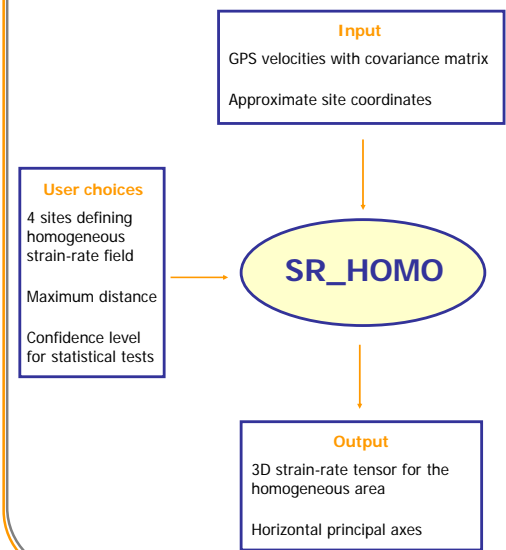 Input
GPS velocities with covariance matrix
Approximate site coordinates
User choices
4 sites defining
homogeneous
strain-rate field
Maximum distance
Confidence level
for statistical tests
SR_HOMO
Output
3D strain-rate tensor for the
homogeneous area
Horizontal principal axes